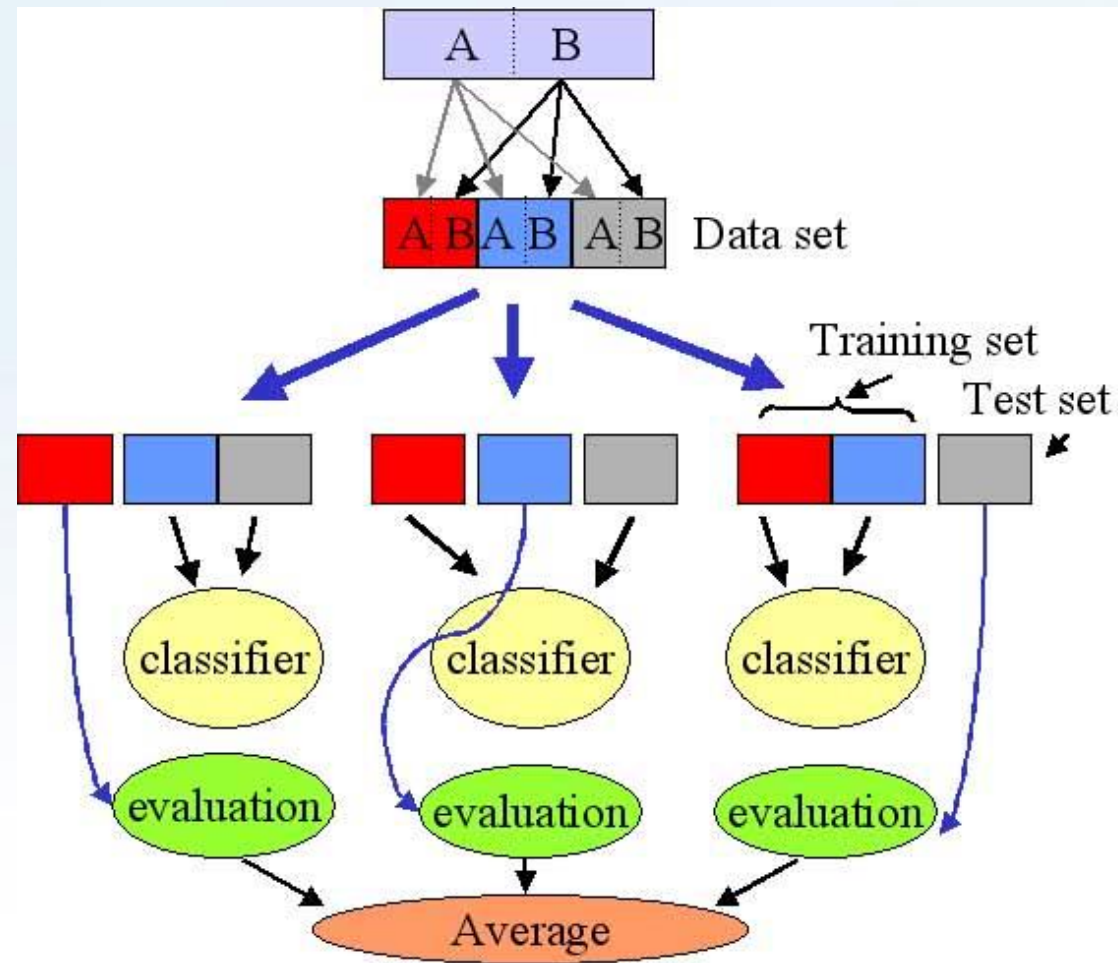 A B
A B A B A B Data set
Training set
Test set
classifier classifier classifier
evaluation evaluation evaluation
Average